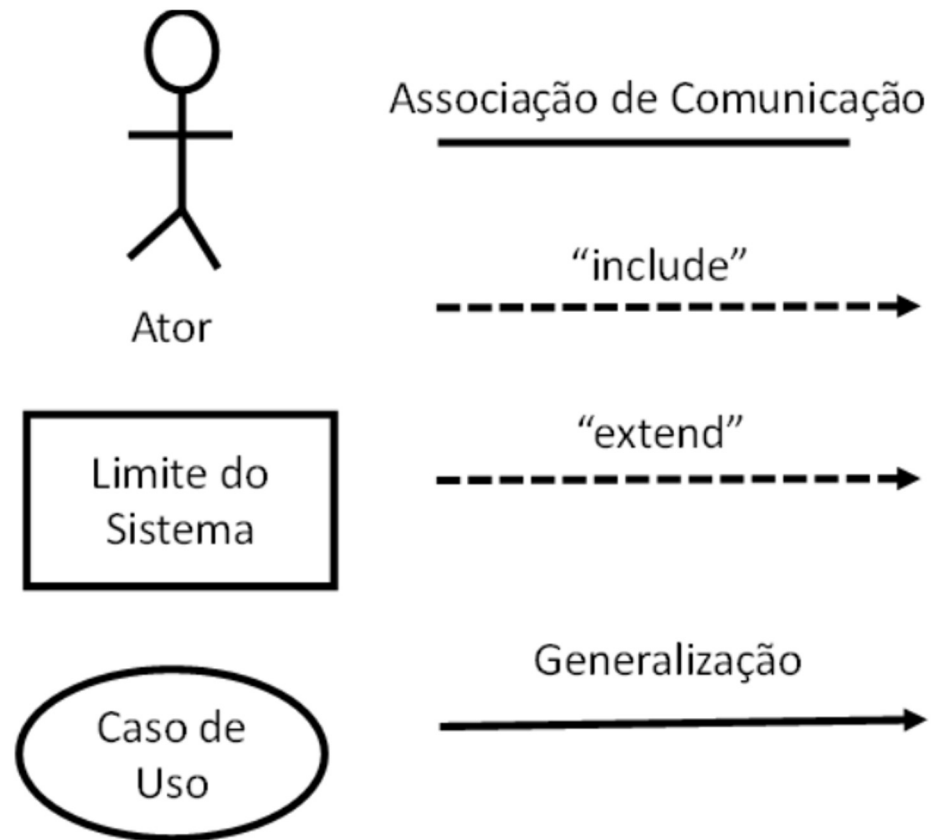 Associação de Comunicação
“include”
Ator
“extend”
Limite do
Sistema
Generalização
Caso de
Uso